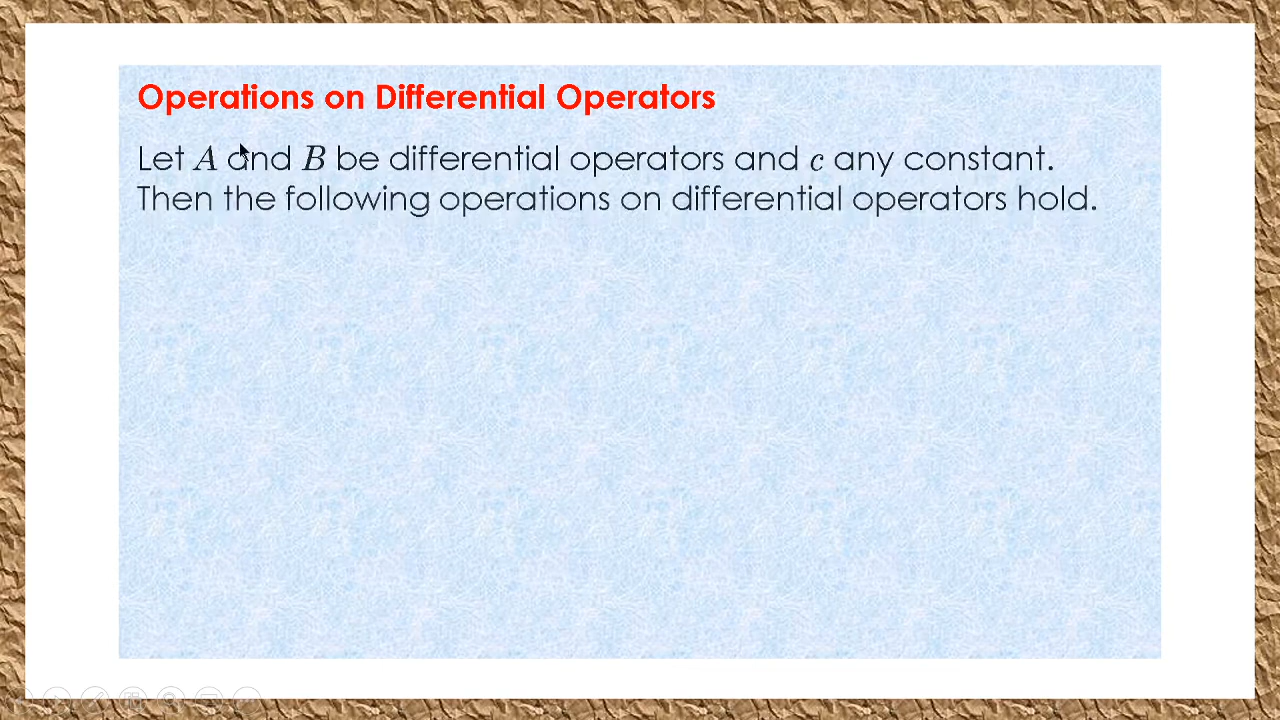 Operations on Differential Operators
Let A and B be differential operators and c any constant.
Then the following operations on differential operators hold.